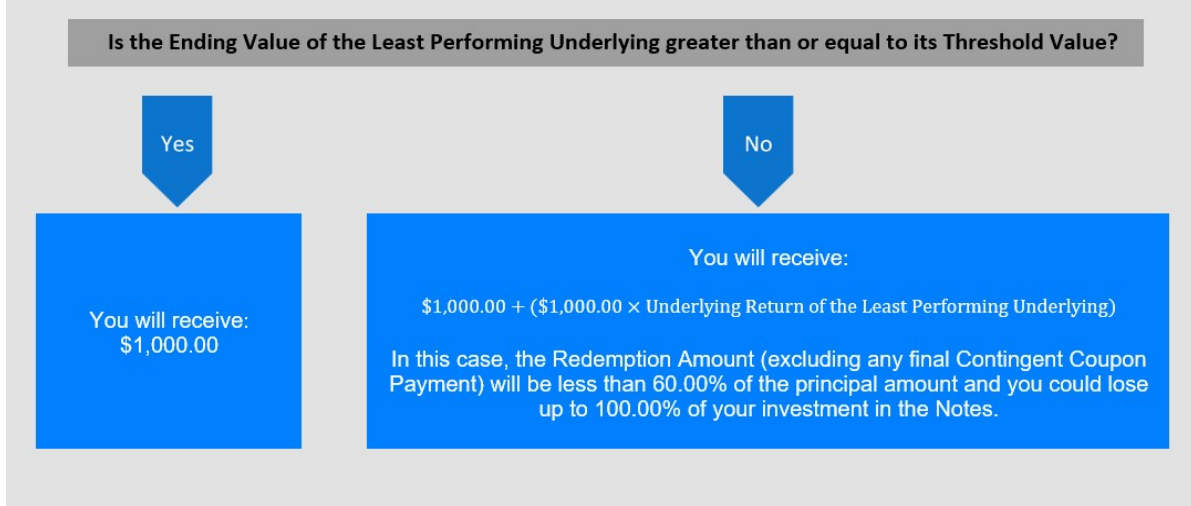 Is the Ending Value of the Least Performing Underlying greater than or equal to its Threshold Value?
Yes
No
You will receive:
$1,000.00
You will receive:
$1,000.00 + ($1,000.00 × Underlying Return of the Least Performing Underlying)
In this case, the Redemption Amount (excluding any final Contingent Coupon
Payment) will be less than 60.00% of the principal amount and you could lose
up to 100.00% of your investment in the Notes.